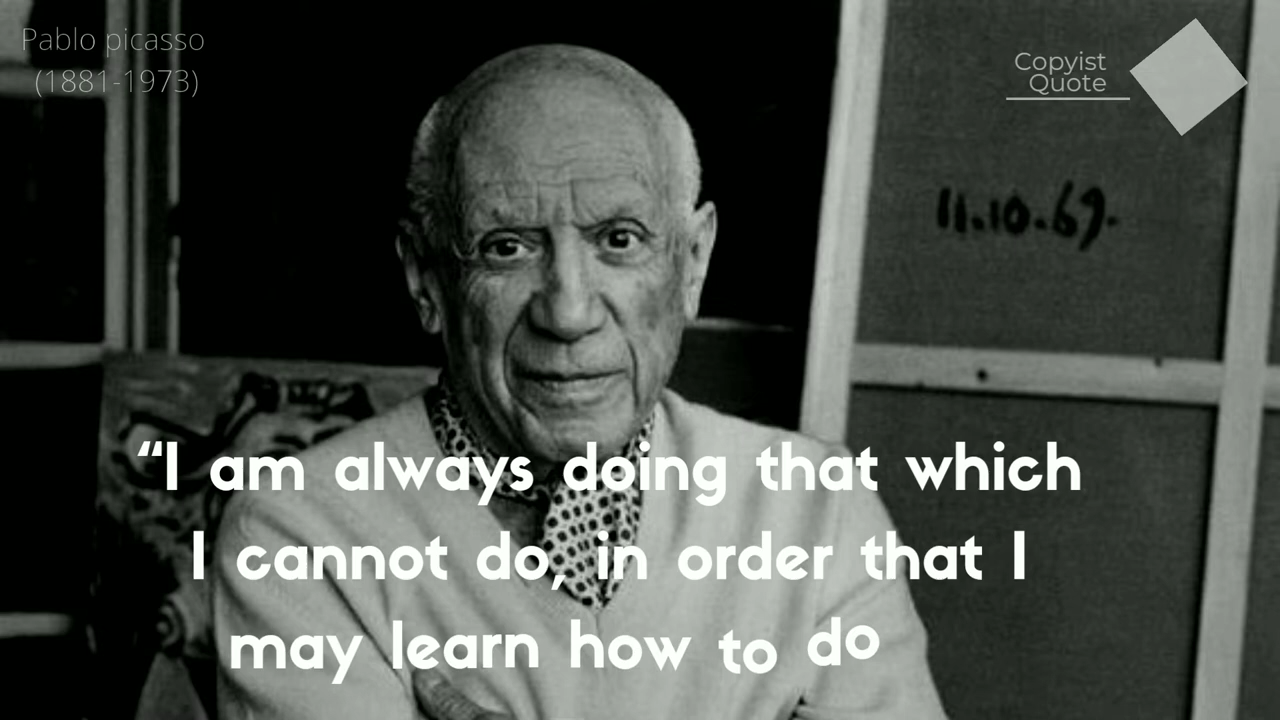 Pablo picasso
(1881-1973)
Copyist
Quote
11.10.69.
“I am always doing that which
I cannot do, in order that I
may learn how to do